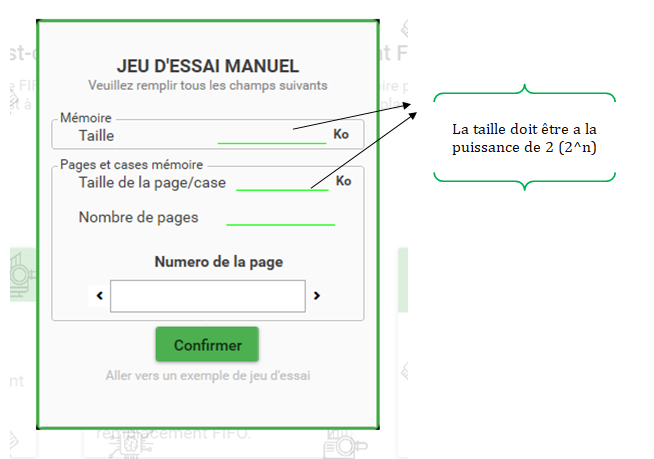 JEU D'ESSAI MANUEL
Veuillez remplir tous les champs suivants
Mémoire
Taille Ko
Pages et cases mémoire
Taille de la page/case Ko
Nombre de pages
Numero de la page
< >
Confirmer
Aller vers un exemple de jeu d'essai
remplacement FIFO.
La taille doit être a la
puissance de 2 (2^n)